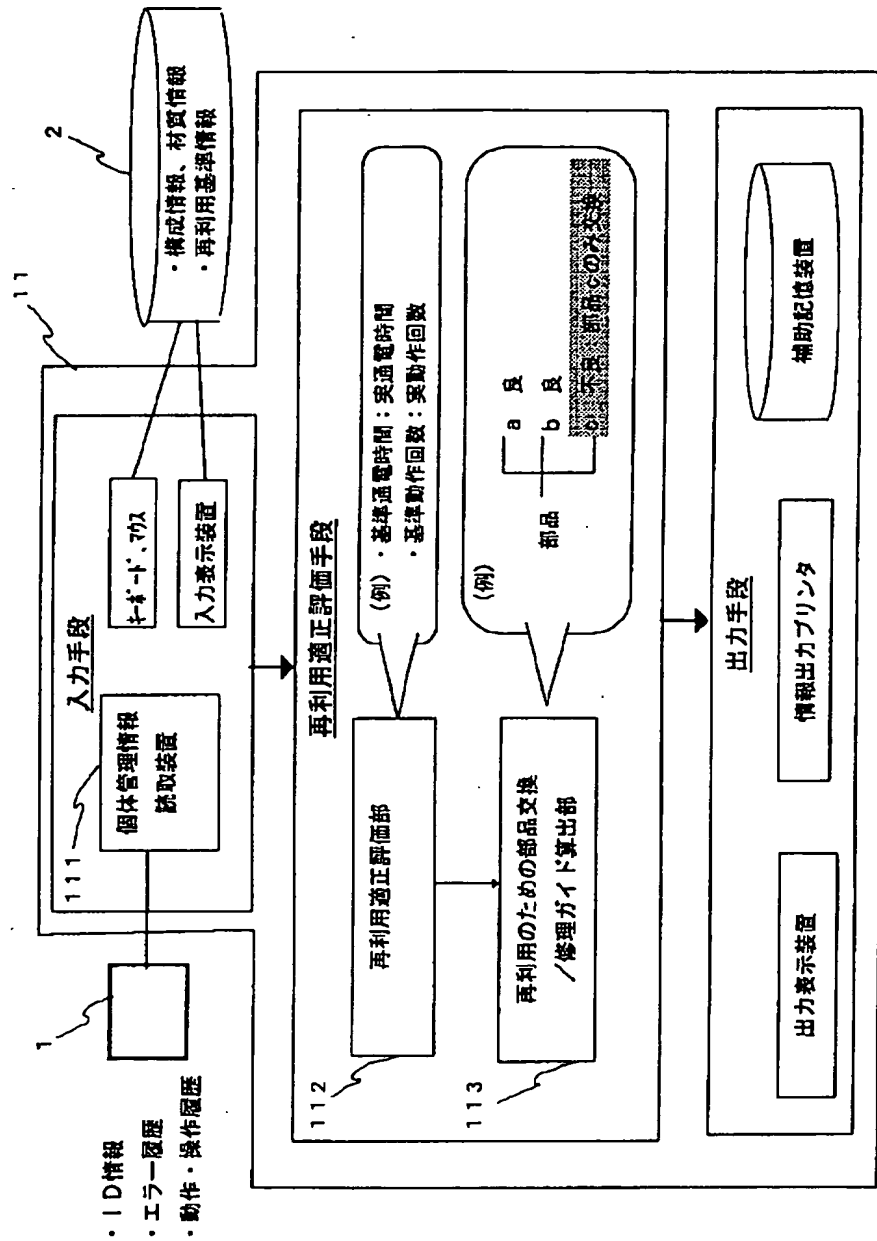 ・ID情報
・エラー履歴
・動作・操作履歴
1
11
2
・構成情報、材質情報
・再利用基準情報
111
入力手段
個体管理情報
読取装置
キーボード、マウス
入力表示装置
再利用適正評価手段
112
再利用適正評価部
(例)・基準通電時間:実通電時間
・基準動作回数:実動作回数
113
再利用のための部品交換
/修理ガイド算出部
(例)
部品
a 良
b 良
c 不良 部品cのみ交換
出力手段
出力表示装置
情報出力プリンタ
補助記憶装置